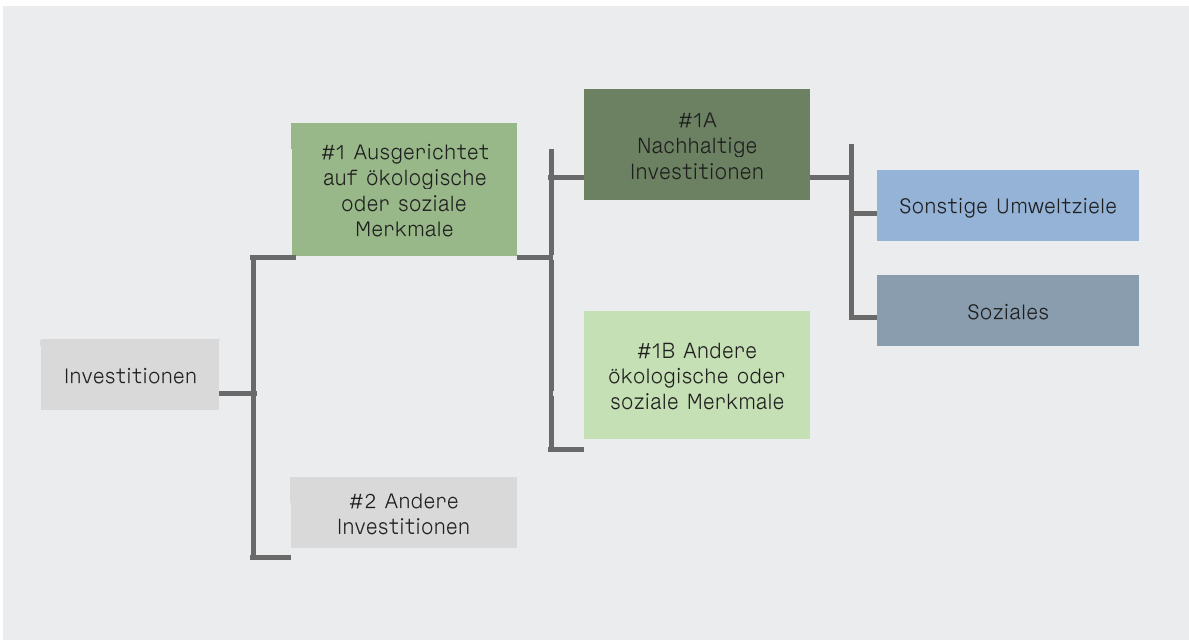 #1A
Nachhaltige
Investitionen
#1 Ausgerichtet
auf ökologische
oder soziale
Merkmale
Sonstige Umweltziele
Soziales
Investitionen
#1B Andere
ökologische oder
soziale Merkmale
#2 Andere
Investitionen